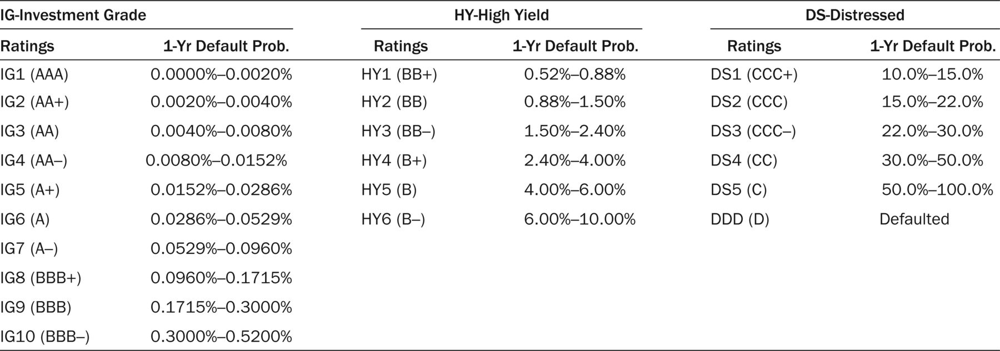 IG-Investment Grade HY-High Yield DS-Distressed
Ratings 1-Yr Default Prob. Ratings 1-Yr Default Prob. Ratings 1-Yr Default Prob.
IG1 (AAA) 0.0000%–0.0020% HY1 (BB+) 0.52%–0.88% DS1 (CCC+) 10.0%–15.0%
IG2 (AA+) 0.0020%–0.0040% HY2 (BB) 0.88%–1.50% DS2 (CCC) 15.0%–22.0%
IG3 (AA) 0.0040%–0.0080% HY3 (BB–) 1.50%–2.40% DS3 (CCC–) 22.0%–30.0%
IG4 (AA–) 0.0080%–0.0152% HY4 (B+) 2.40%–4.00% DS4 (CC) 30.0%–50.0%
IG5 (A+) 0.0152%–0.0286% HY5 (B) 4.00%–6.00% DS5 (C) 50.0%–100.0%
IG6 (A) 0.0286%–0.0529% HY6 (B–) 6.00%–10.00% DDD (D) Defaulted
IG7 (A–) 0.0529%–0.0960%
IG8 (BBB+) 0.0960%–0.1715%
IG9 (BBB) 0.1715%–0.3000%
IG10 (BBB–) 0.3000%–0.5200%